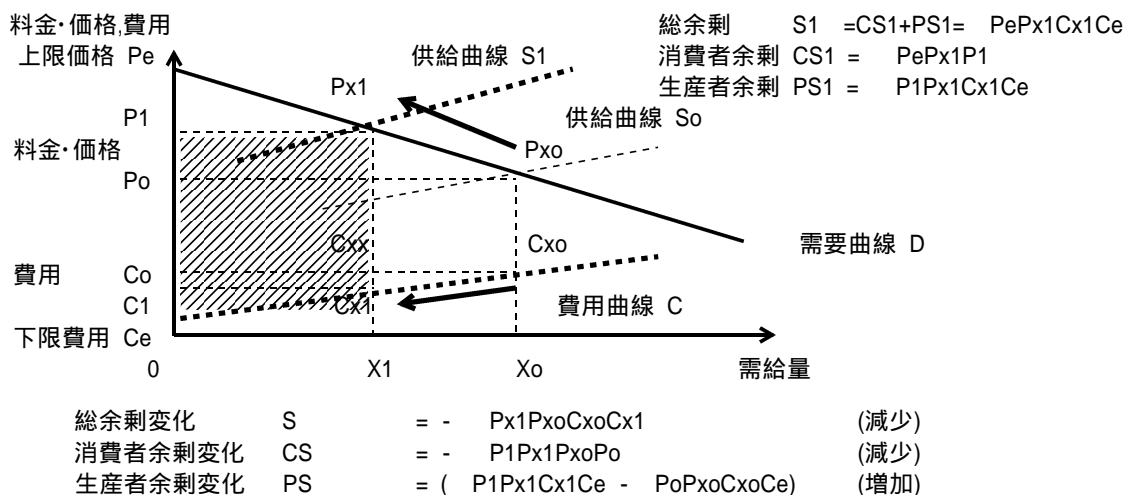 料金・価格,費用
上限価格 Pe
総余剰 S1 =CS1+PS1= PePx1Cx1Ce
消費者余剰 CS1 = PePx1P1
生産者余剰 PS1 = P1Px1Cx1Ce
供給曲線 S1
Px1
P1
供給曲線 So
料金・価格
Pxo
Po
Cxx
Cxo
需要曲線 D
費用 Co
C1
Cx1
費用曲線 C
下限費用 Ce
0
X1
Xo
需給量
総余剰変化 S = - Px1PxoCxoCx1 (減少)
消費者余剰変化 CS = - P1Px1PxoPo (減少)
生産者余剰変化 PS = ( P1Px1Cx1Ce - PoPxoCxoCe) (増加)